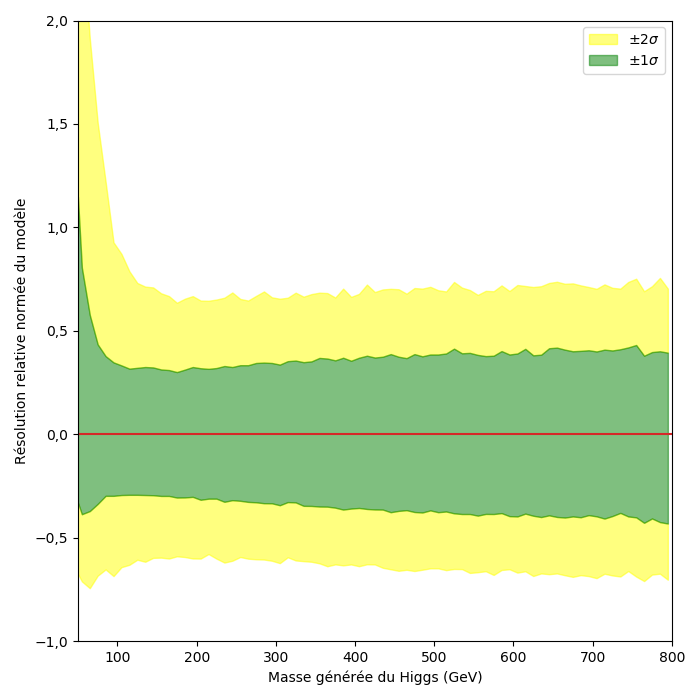 ±2σ
±1σ
Résolution relative normée du modèle
2,0
1,5
1,0
0,5
0,0
−0,5
−1,0
100 200 300 400 500 600 700 800
Masse générée du Higgs (GeV)